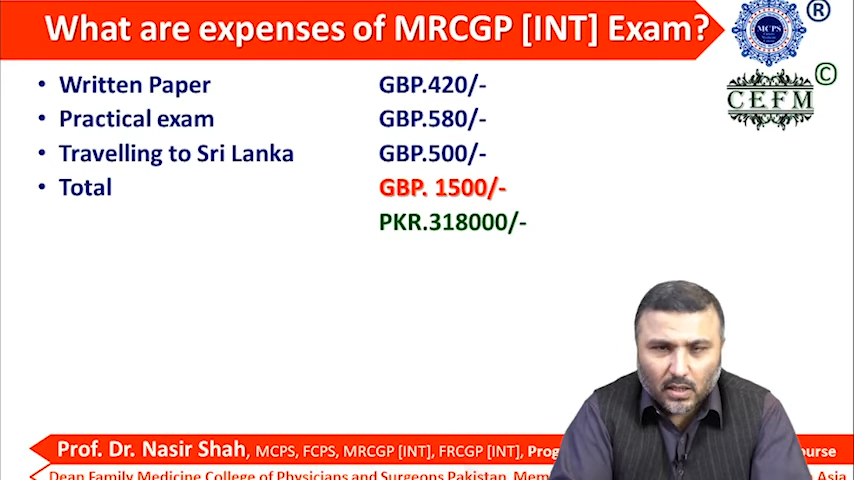 What are expenses of MRCGP [INT] Exam?
®
MCPS
©
CEFM
• Written Paper GBP.420/-
• Practical exam GBP.580/-
• Travelling to Sri Lanka GBP.500/-
• Total GBP. 1500/-
PKR.318000/-
Prof. Dr. Nasir Shah, MCPS, FCPS, MRCGP [INT], FRCGP [INT], ourse
Dean Family Medicine College of Physicians and Surgeons Pakistan, Asia